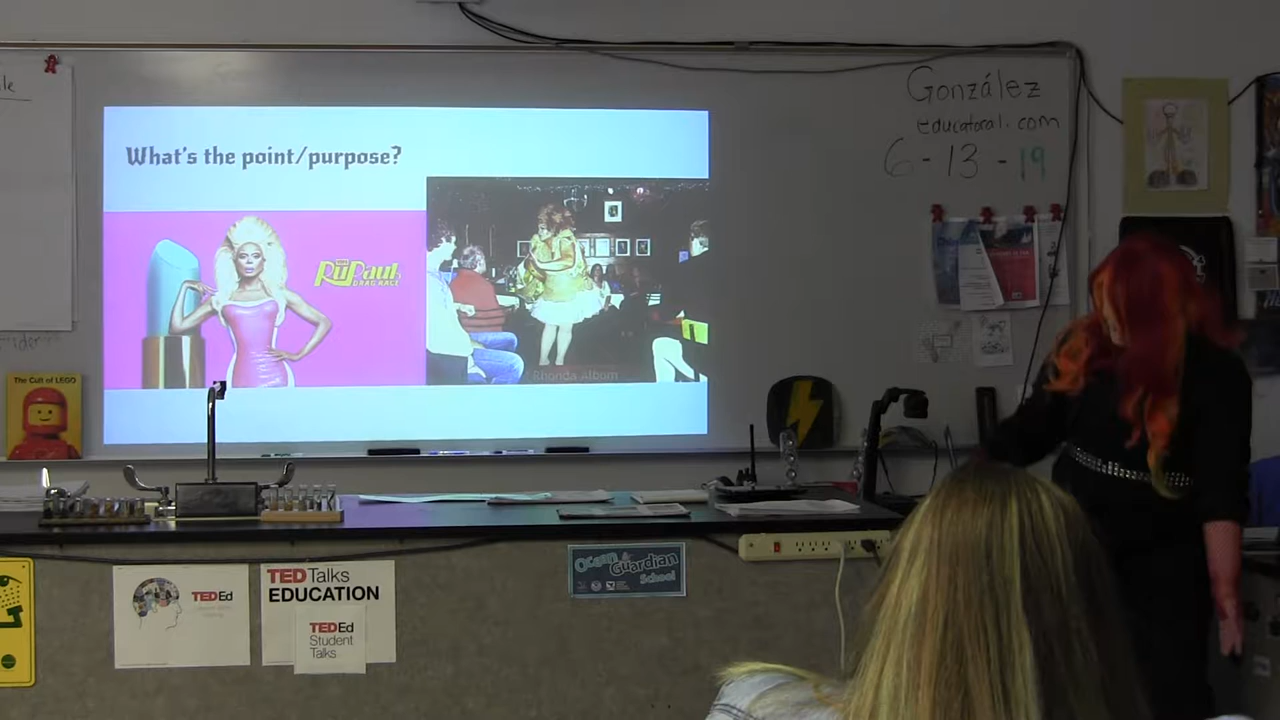 González
educatoral.com
6-13-19
What's the point/purpose?
RuPaul's
DRAG RACE
Rhonda Album
The Cult of LEGO
Ocean
Guardian
School
TEDEd
TEDTalks
EDUCATION
TEDEd
Student
Talks